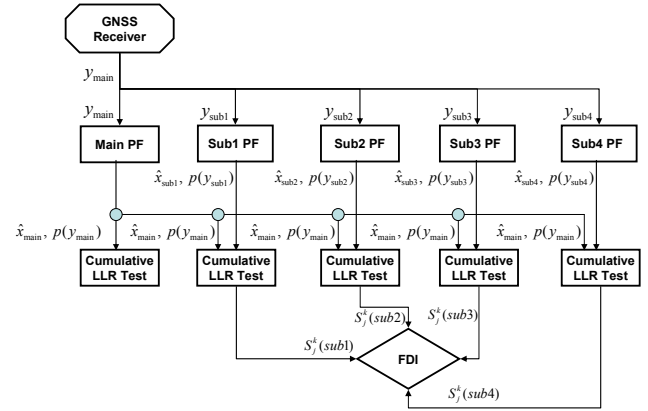 GNSS
Receiver
y_main
y_main
y_sub1
y_sub2
y_sub3
y_sub4
Main PF
Sub1 PF
Sub2 PF
Sub3 PF
Sub4 PF
x̂_sub1, p(y_sub1)
x̂_sub2, p(y_sub2)
x̂_sub3, p(y_sub3)
x̂_sub4, p(y_sub4)
x̂_main, p(y_main)
x̂_main, p(y_main)
x̂_main, p(y_main)
x̂_main, p(y_main)
x̂_main, p(y_main)
Cumulative
LLR Test
Cumulative
LLR Test
Cumulative
LLR Test
Cumulative
LLR Test
Cumulative
LLR Test
S_j^k(sub2)
S_j^k(sub3)
S_j^k(sub1)
FDI
S_j^k(sub4)